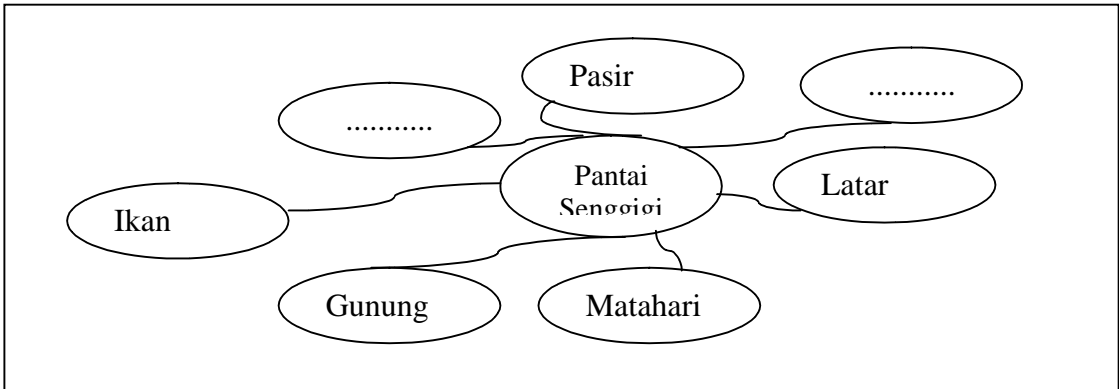 Pasir
...........
...........
Pantai
Senggigi
Latar
Ikan
Gunung
Matahari